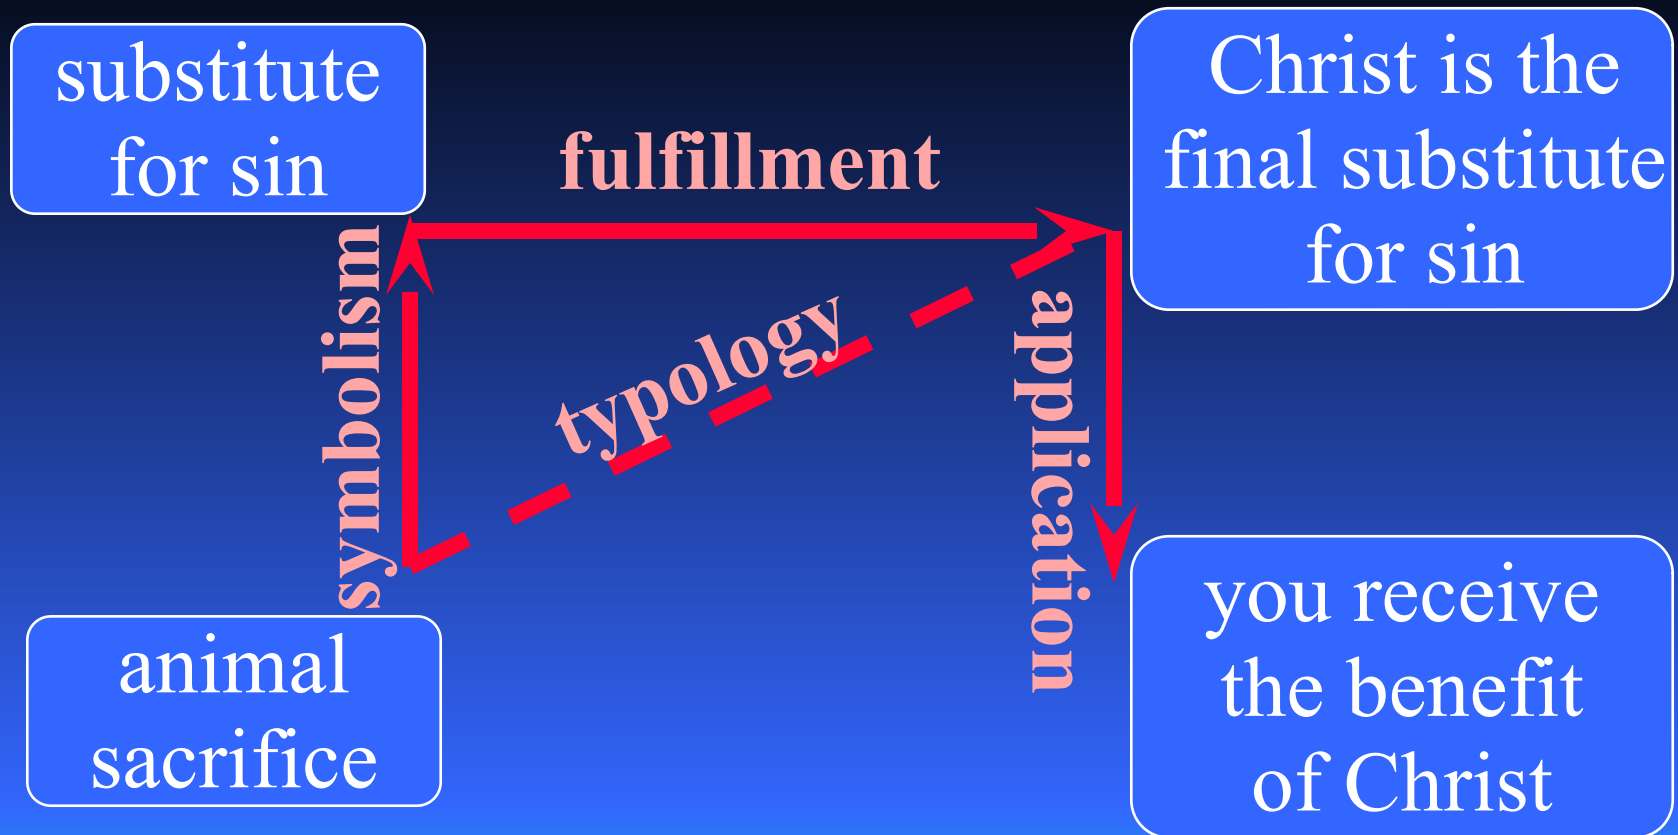 substitute
for sin
fulfillment
Christ is the
final substitute
for sin
symbolism
typology
application
animal
sacrifice
you receive
the benefit
of Christ